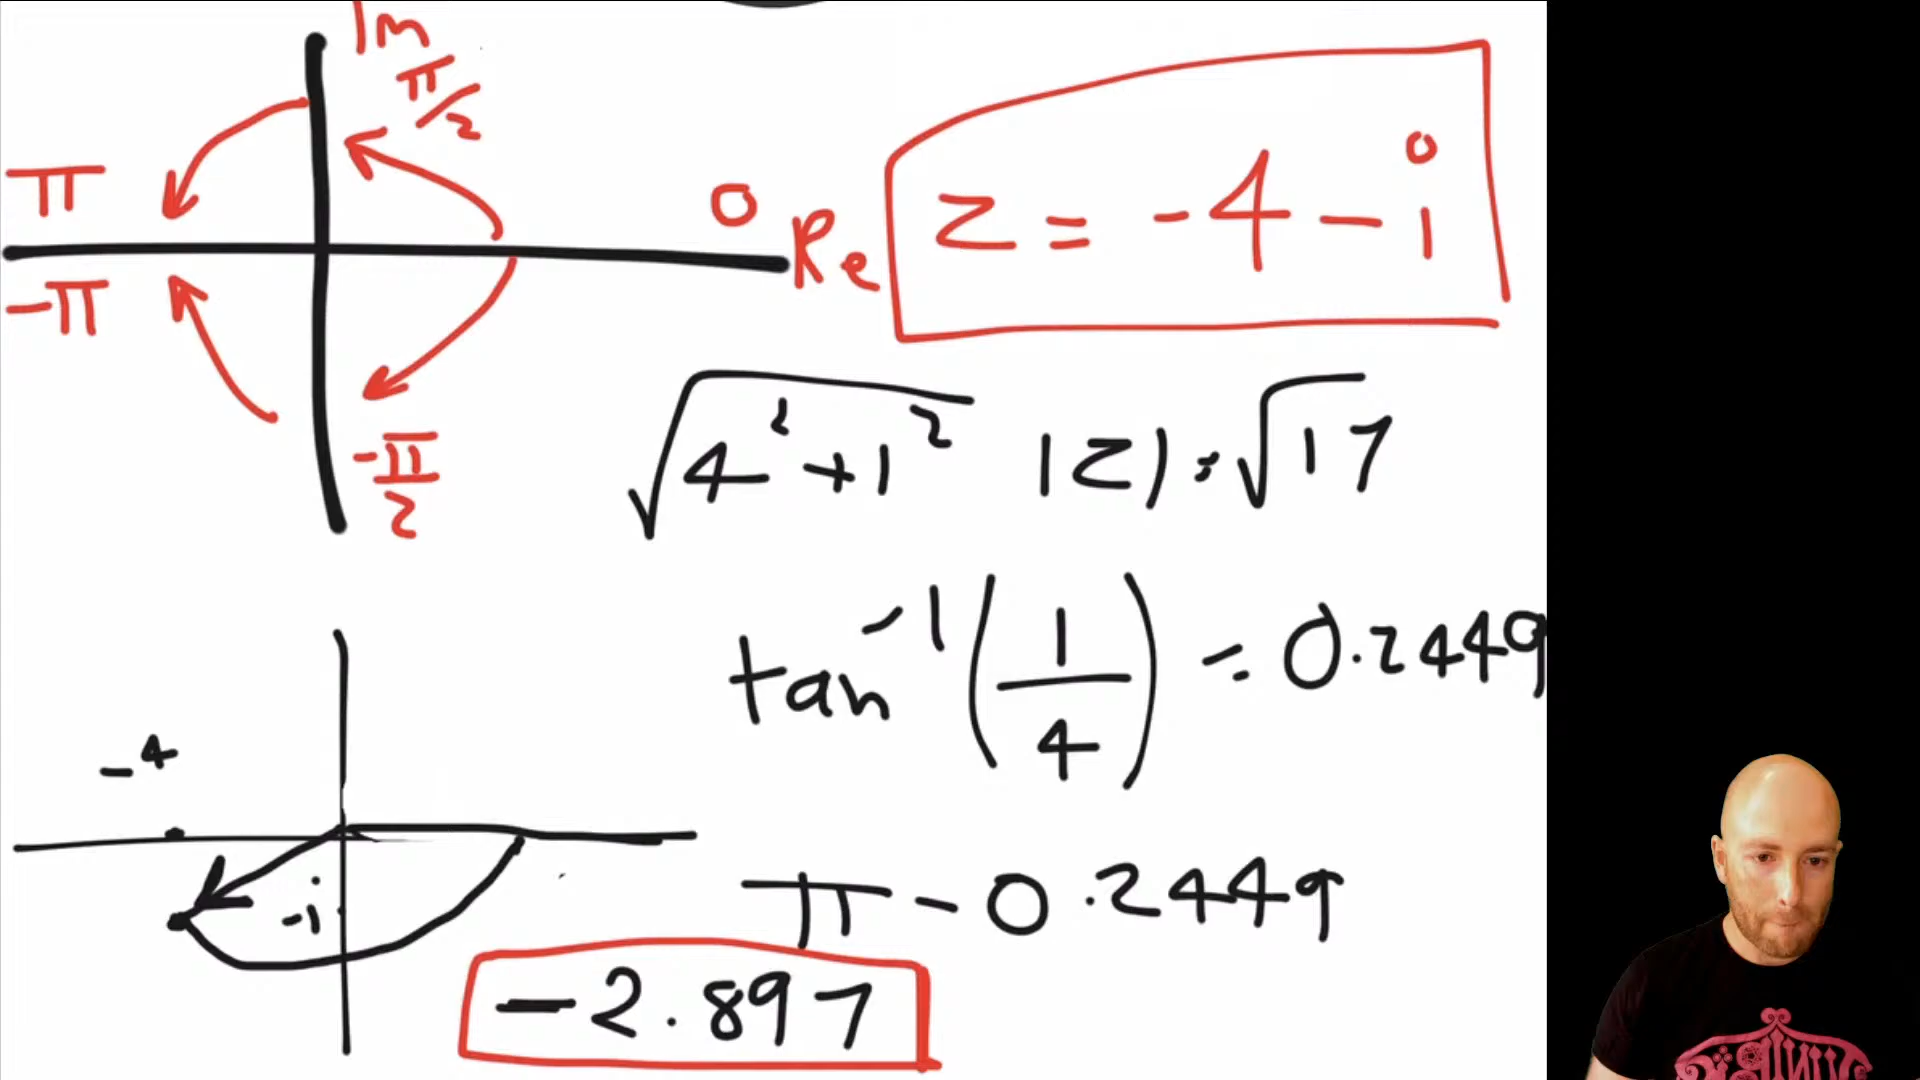 Im
π/2
π
0
Re
-π
-π/2
z = -4 - i
√4²+1² |z| = √17
tan⁻¹(1/4) = 0.2449
-4
-i
π - 0.2449
-2.897